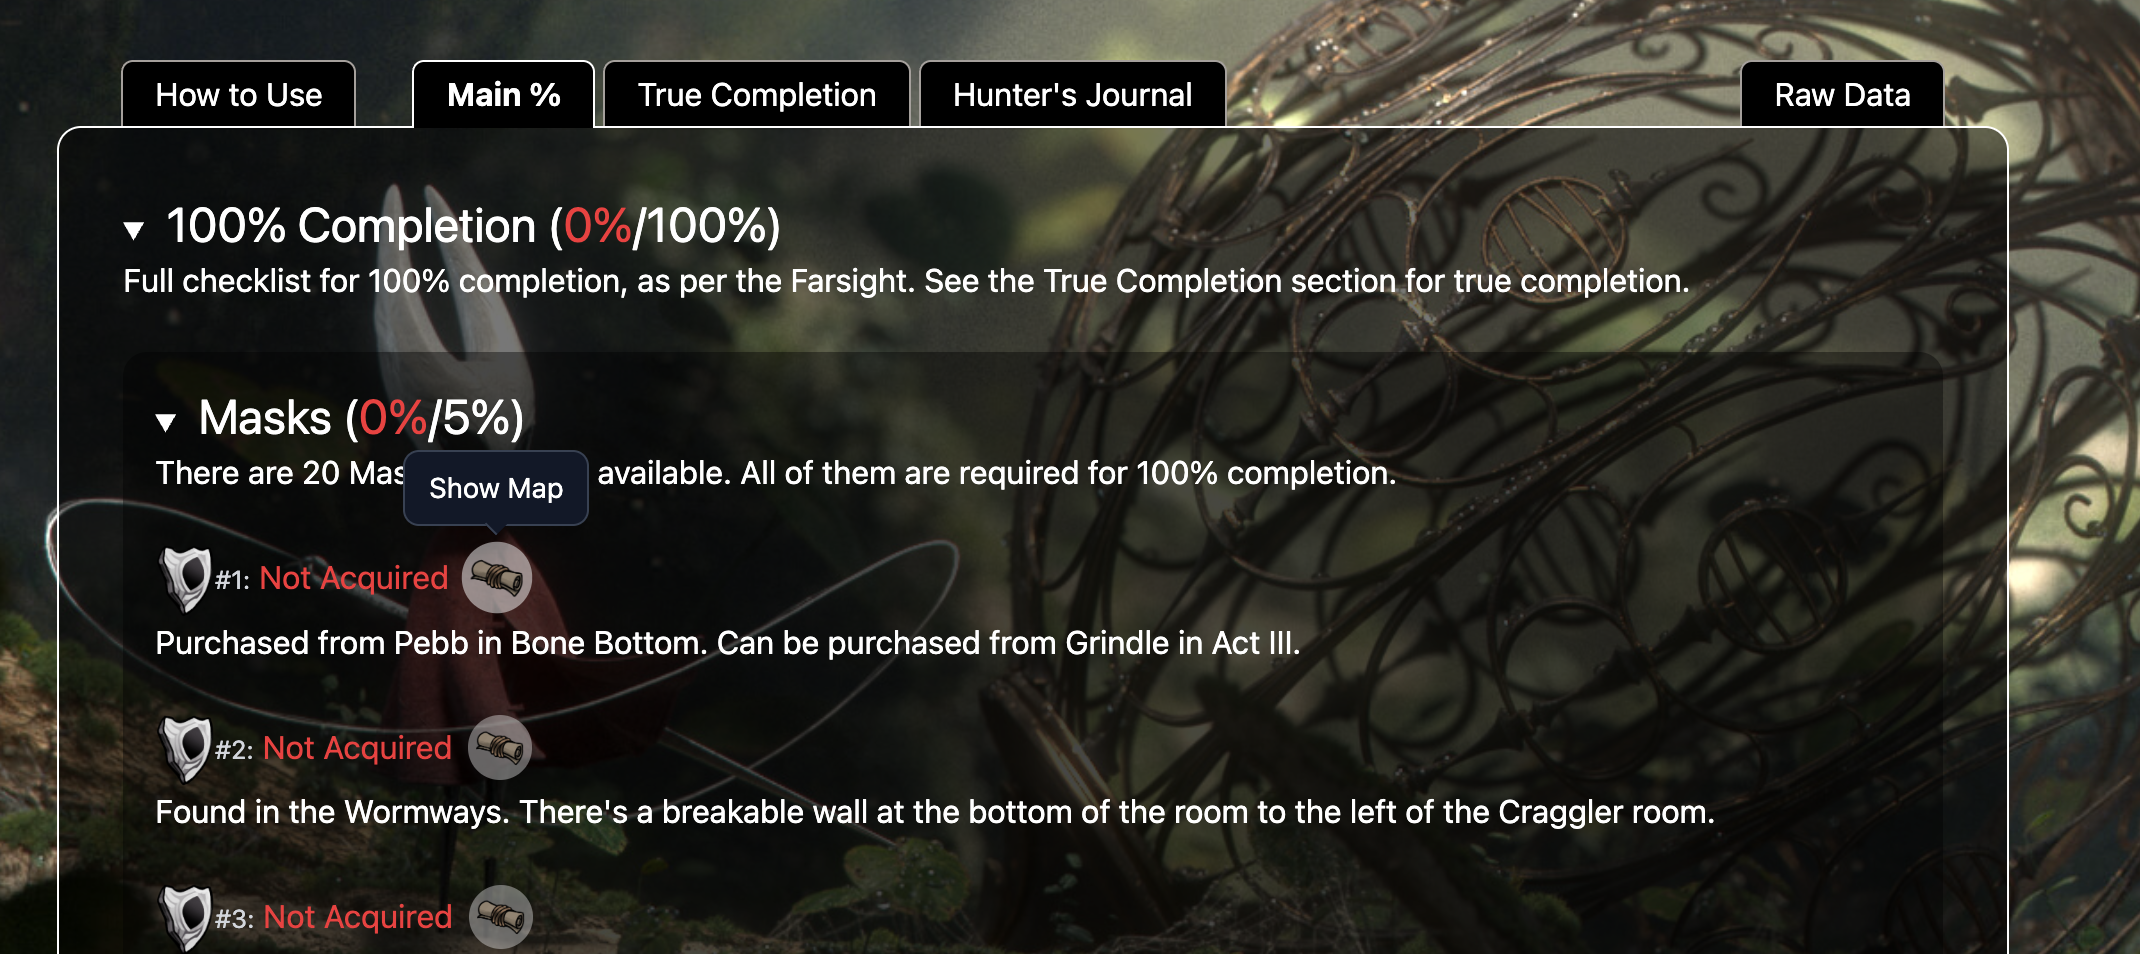 How to Use
Main %
True Completion
Hunter's Journal
Raw Data
▼ 100% Completion (0%/100%)
Full checklist for 100% completion, as per the Farsight. See the True Completion section for true completion.
▼ Masks (0%/5%)
There are 20 available. All of them are required for 100% completion.
Show Map
#1: Not Acquired
Purchased from Pebb in Bone Bottom. Can be purchased from Grindle in Act III.
#2: Not Acquired
Found in the Wormways. There's a breakable wall at the bottom of the room to the left of the Craggler room.
#3: Not Acquired